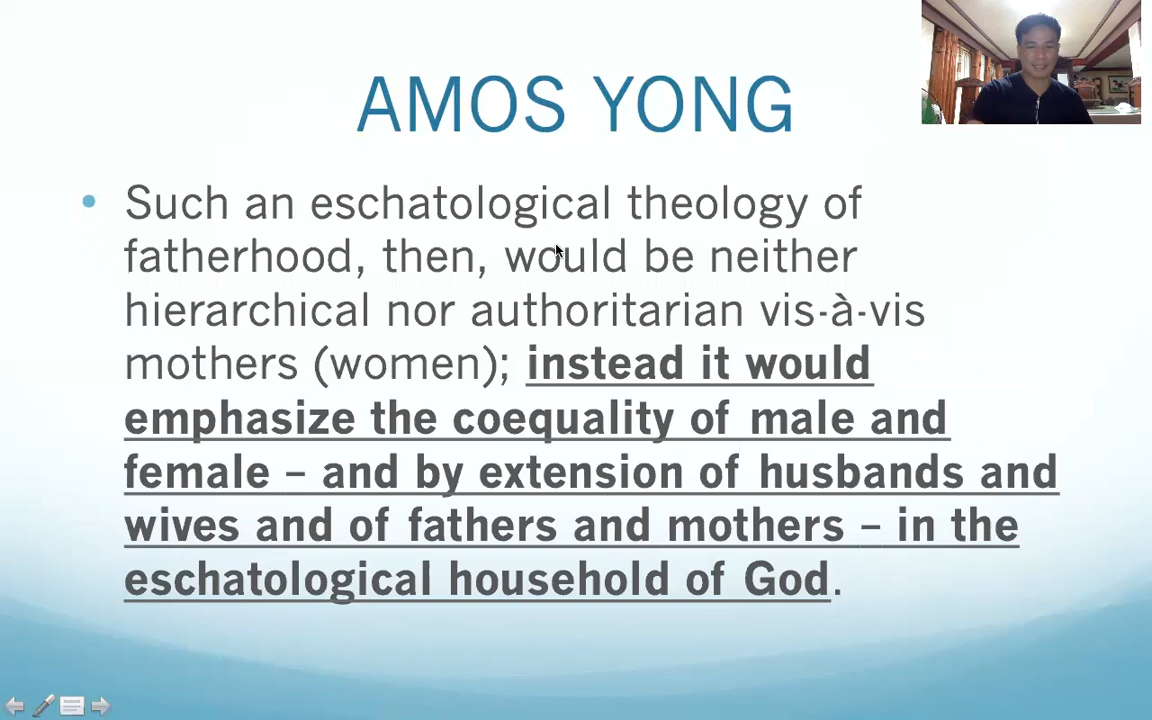 AMOS YONG
• Such an eschatological theology of
fatherhood, then, would be neither
hierarchical nor authoritarian vis-à-vis
mothers (women); instead it would
emphasize the coequality of male and
female – and by extension of husbands and
wives and of fathers and mothers – in the
eschatological household of God.